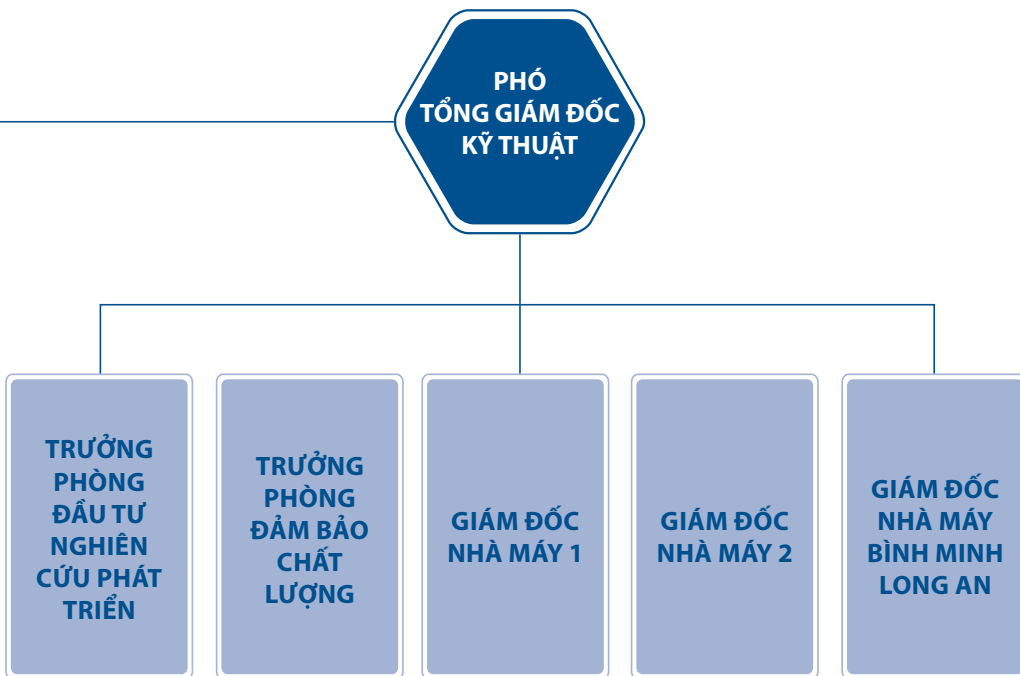 PHÓ
TỔNG GIÁM ĐỐC
KỸ THUẬT
TRƯỞNG
PHÒNG
ĐẦU TƯ
NGHIÊN
CỨU PHÁT
TRIỂN
TRƯỞNG
PHÒNG
ĐẢM BẢO
CHẤT
LƯỢNG
GIÁM ĐỐC
NHÀ MÁY 1
GIÁM ĐỐC
NHÀ MÁY 2
GIÁM ĐỐC
NHÀ MÁY
BÌNH MINH
LONG AN